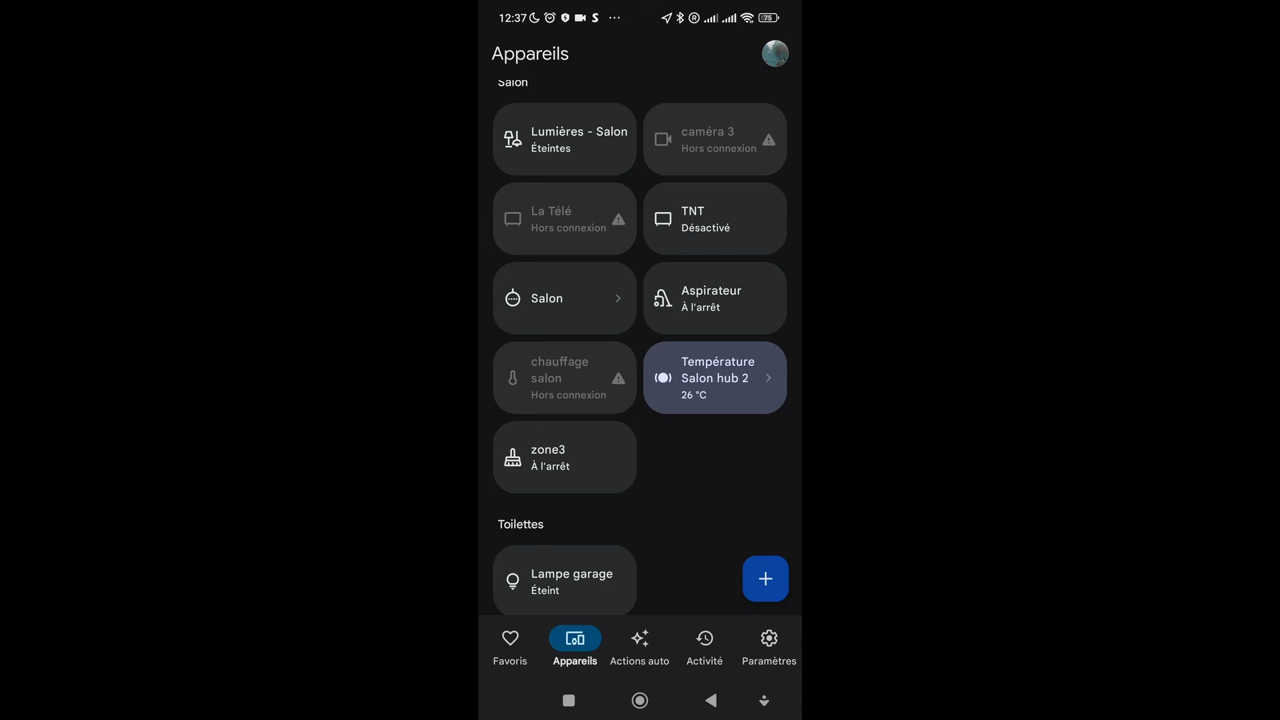 12:37
75
Appareils
Salon
Lumières - Salon
Éteintes
caméra 3
Hors connexion
La Télé
Hors connexion
TNT
Désactivé
Salon
Aspirateur
À l'arrêt
chauffage
salon
Hors connexion
Température
Salon hub 2
26 °C
zone3
À l'arrêt
Toilettes
Lampe garage
Éteint
Favoris
Appareils
Actions auto
Activité
Paramètres